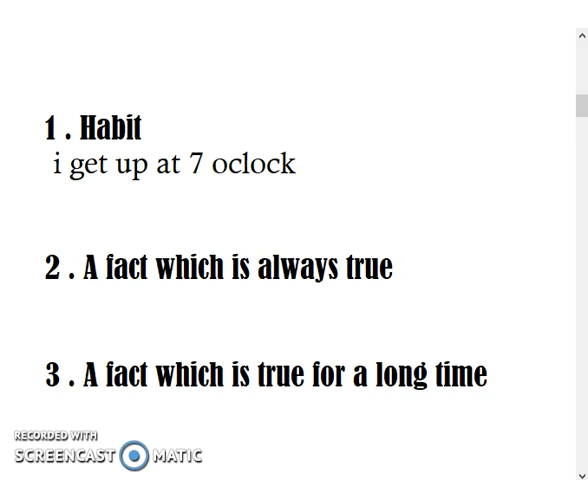 1 . Habit
i get up at 7 oclock
2 . A fact which is always true
3 . A fact which is true for a long time
RECORDED WITH
SCREENCAST MATIC